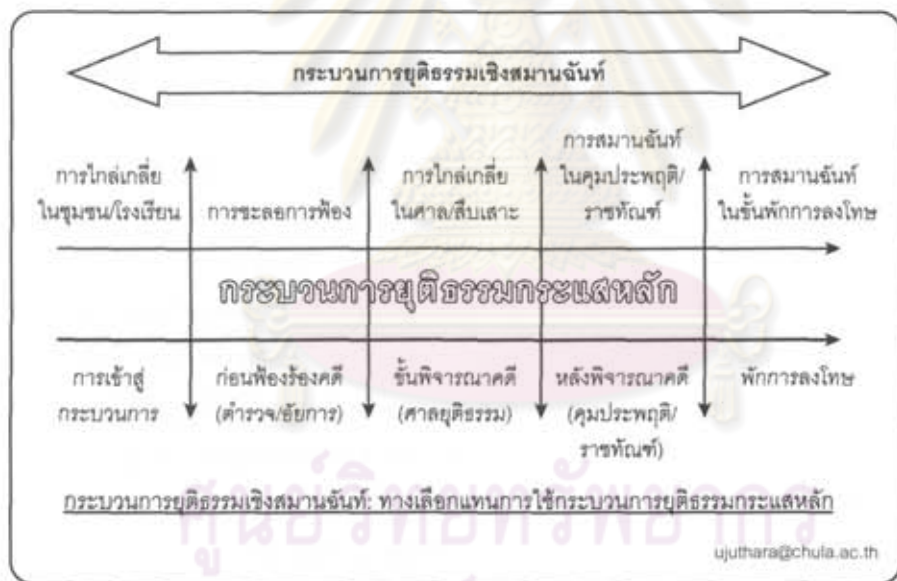 กระบวนการยุติธรรมเชิงสมานฉันท์
การไกล่เกลี่ย
ในชุมชน/โรงเรียน
การชะลอการฟ้อง
การไกล่เกลี่ย
ในศาล/สืบเสาะ
การสมานฉันท์
ในคุมประพฤติ/
ราชทัณฑ์
การสมานฉันท์
ในชั้นพักการลงโทษ
กระบวนการยุติธรรมกระแสหลัก
การเข้าสู่
กระบวนการ
ก่อนฟ้องร้องคดี
(ตำรวจ/อัยการ)
ชั้นพิจารณาคดี
(ศาลยุติธรรม)
หลังพิจารณาคดี
(คุมประพฤติ/
ราชทัณฑ์)
พักการลงโทษ
กระบวนการยุติธรรมเชิงสมานฉันท์: ทางเลือกแทนการใช้กระบวนการยุติธรรมกระแสหลัก
ศูนย์วิทยทรัพยากร
ujuthara@chula.ac.th